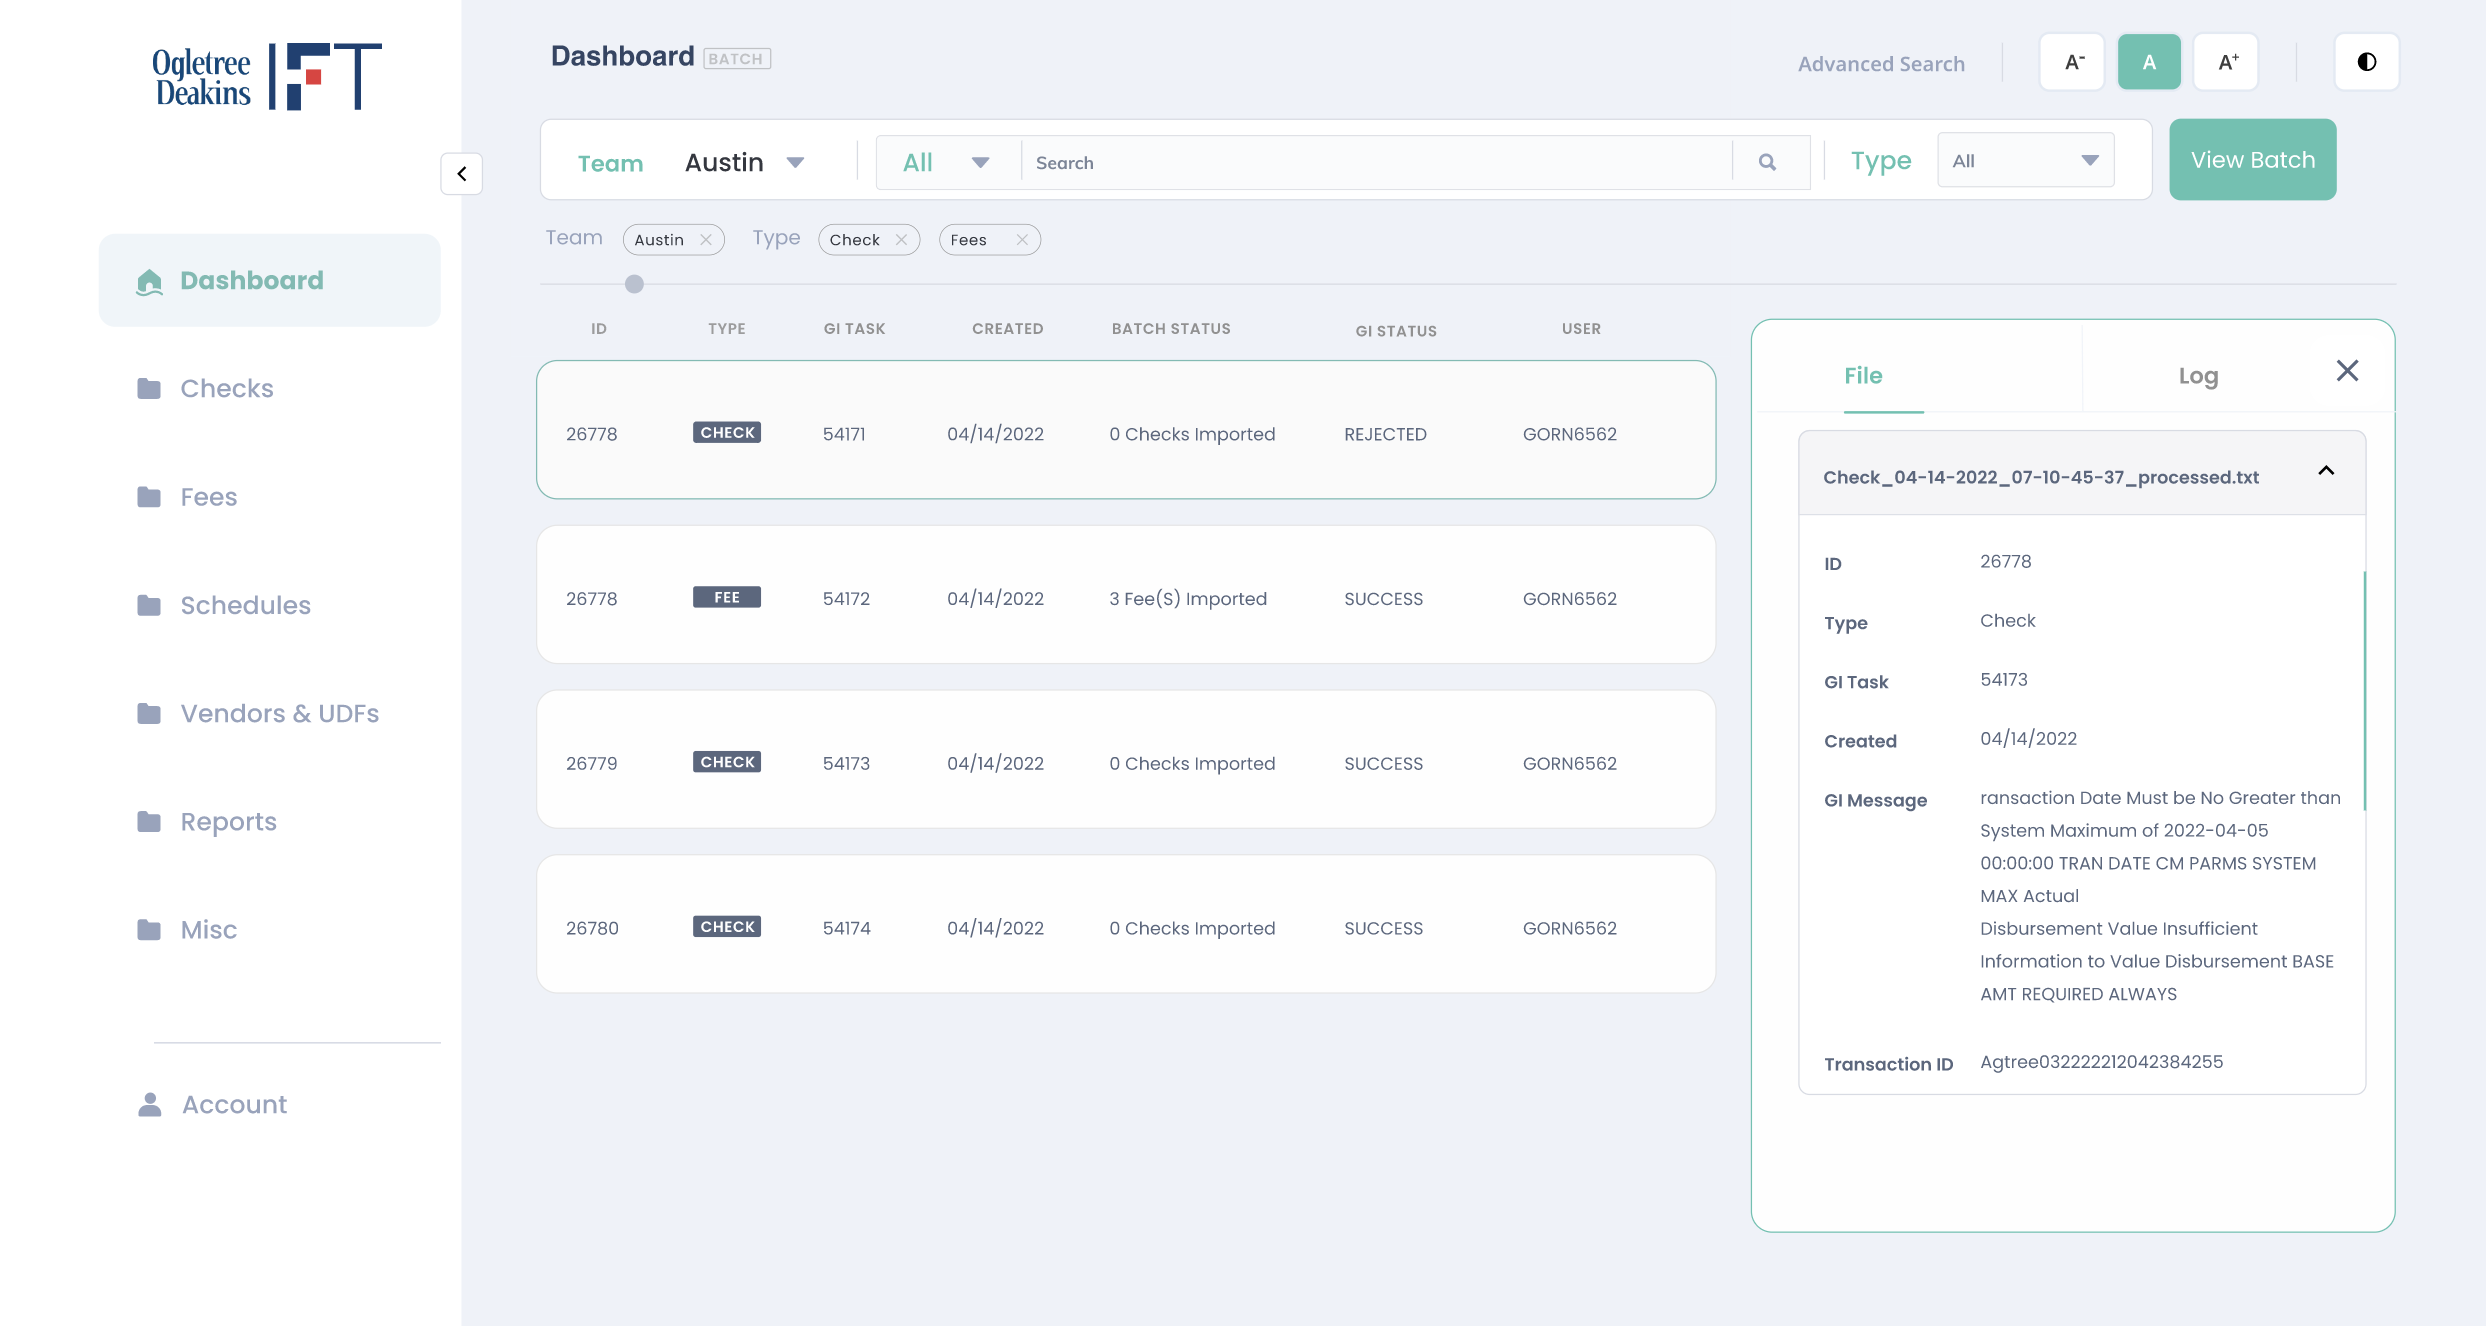 Ogletree
Deakins
IFT
Dashboard BATCH
Advanced Search
A-
A
A+
Team Austin
All Search
Type All
View Batch
Team Austin Type Check Fees
Dashboard
Checks
Fees
Schedules
Vendors & UDFs
Reports
Misc
Account
ID TYPE GI TASK CREATED BATCH STATUS GI STATUS USER
26778 CHECK 54171 04/14/2022 0 Checks Imported REJECTED GORN6562
26778 FEE 54172 04/14/2022 3 Fee(S) Imported SUCCESS GORN6562
26779 CHECK 54173 04/14/2022 0 Checks Imported SUCCESS GORN6562
26780 CHECK 54174 04/14/2022 0 Checks Imported SUCCESS GORN6562
File Log
Check_04-14-2022_07-10-45-37_processed.txt
ID 26778
Type Check
GI Task 54173
Created 04/14/2022
GI Message ransaction Date Must be No Greater than
System Maximum of 2022-04-05
00:00:00 TRAN DATE CM PARMS SYSTEM
MAX Actual
Disbursement Value Insufficient
Information to Value Disbursement BASE
AMT REQUIRED ALWAYS
Transaction ID Agtree032222212042384255